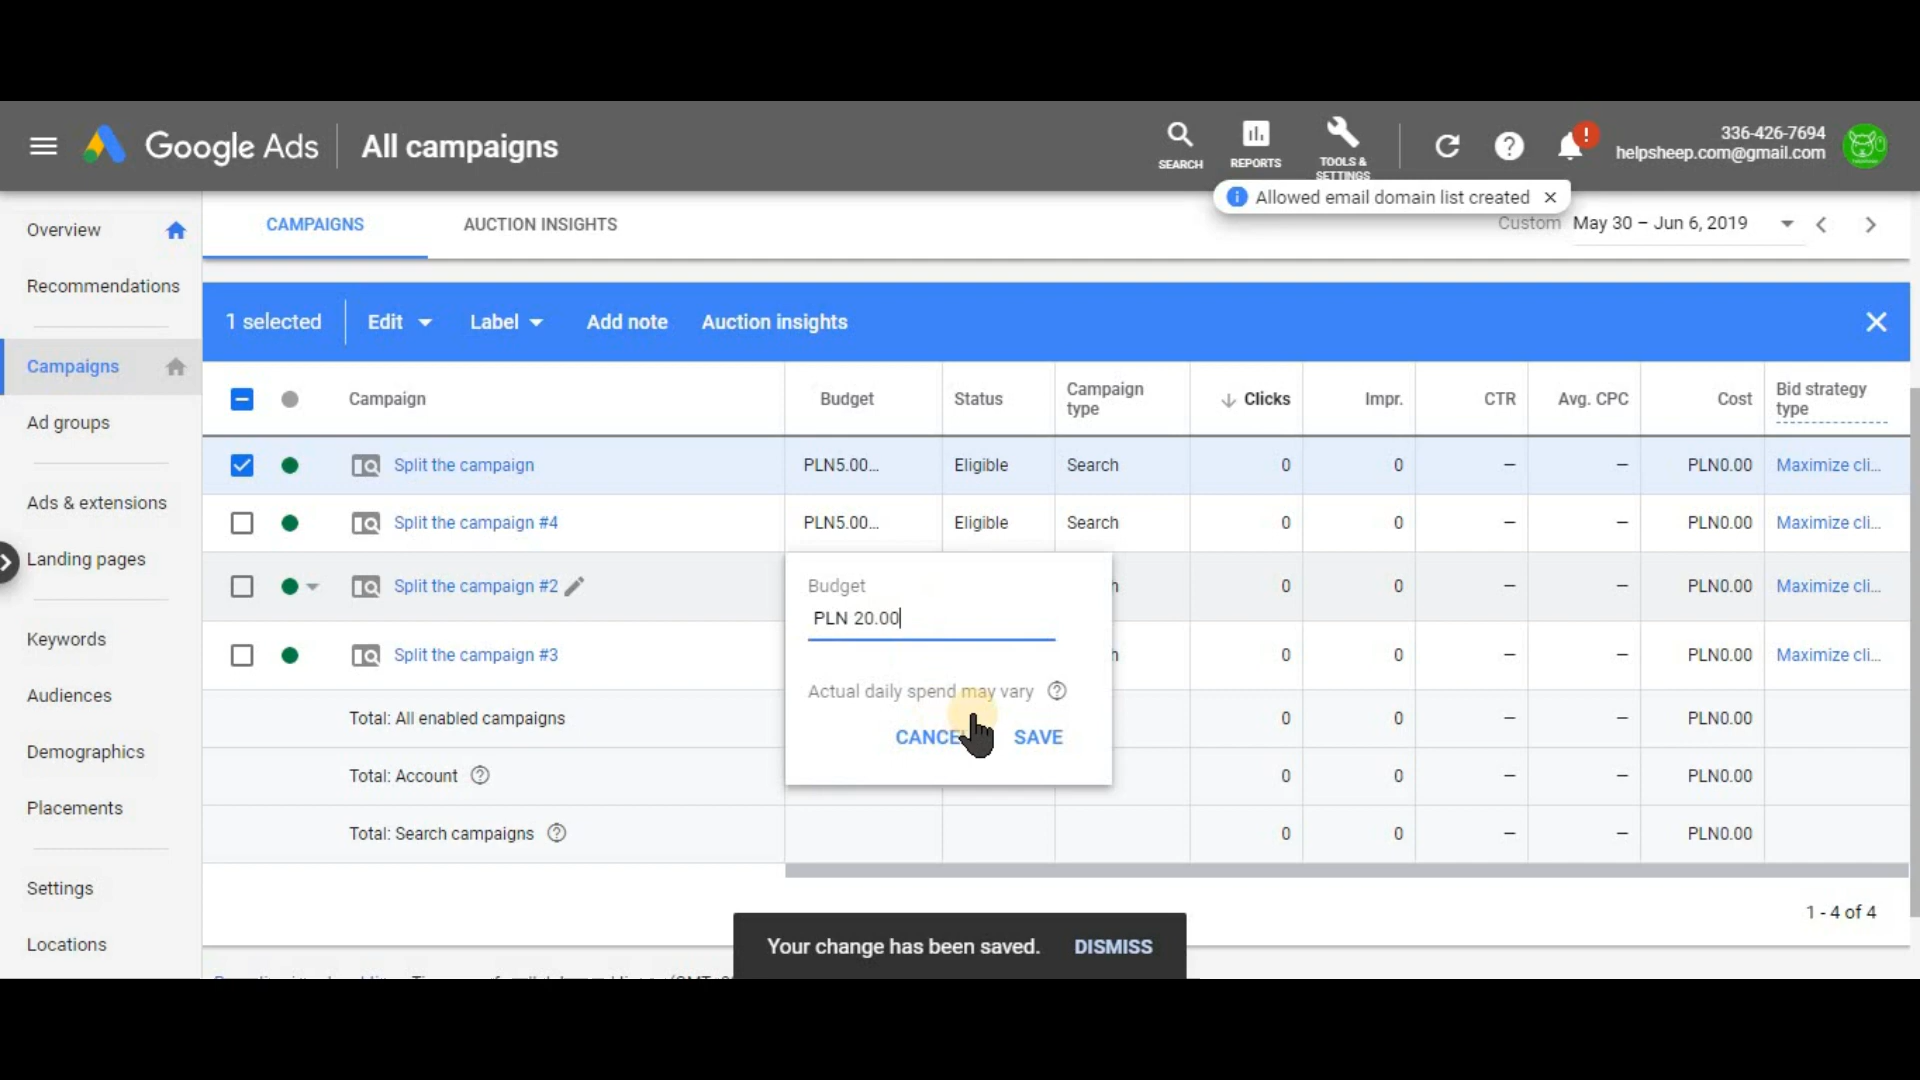 Google Ads
All campaigns
SEARCH
REPORTS
TOOLS &
SETTINGS
!
336-426-7694
helpsheep.com@gmail.com
Allowed email domain list created
Overview
Recommendations
Campaigns
Ad groups
Ads & extensions
Landing pages
Keywords
Audiences
Demographics
Placements
Settings
Locations
CAMPAIGNS
AUCTION INSIGHTS
Custom May 30 – Jun 6, 2019
1 selected Edit Label Add note Auction insights
Campaign Budget Status Campaign type Clicks Impr. CTR Avg. CPC Cost Bid strategy type
Split the campaign PLN5.00... Eligible Search 0 0 – – PLN0.00 Maximize cli...
Split the campaign #4 PLN5.00... Eligible Search 0 0 – – PLN0.00 Maximize cli...
Split the campaign #2 0 0 – – PLN0.00 Maximize cli...
Split the campaign #3 0 0 – – PLN0.00 Maximize cli...
Total: All enabled campaigns 0 0 – – PLN0.00
Total: Account 0 0 – – PLN0.00
Total: Search campaigns 0 0 – – PLN0.00
Budget
PLN 20.00
Actual daily spend may vary
CANCEL SAVE
1 - 4 of 4
Your change has been saved. DISMISS